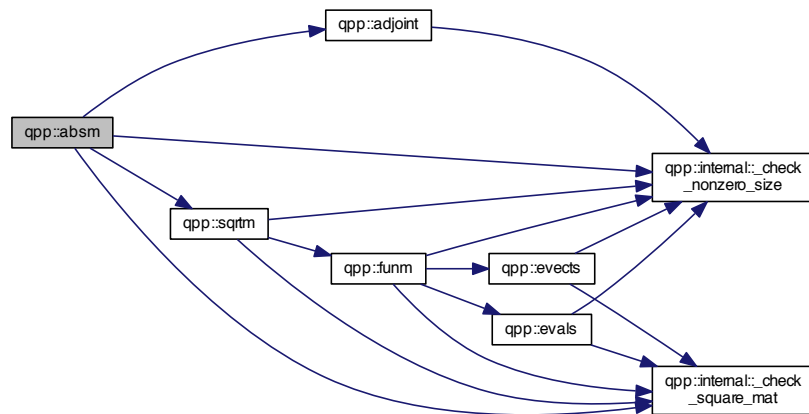 qpp::adjoint
qpp::absm
qpp::internal::_check
_nonzero_size
qpp::sqrtm
qpp::funm
qpp::evects
qpp::evals
qpp::internal::_check
_square_mat